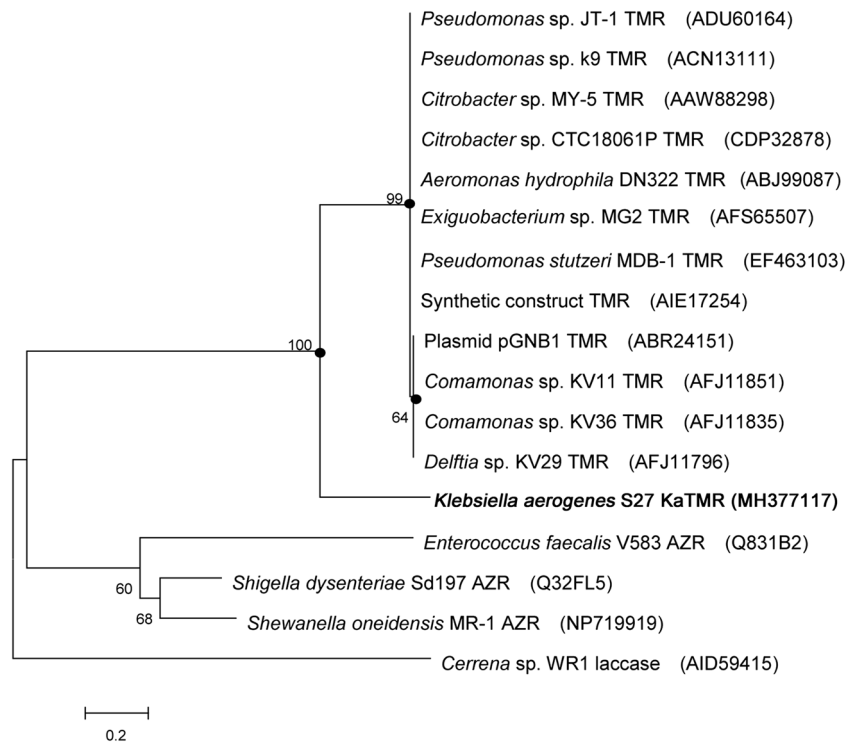 Pseudomonas sp. JT-1 TMR (ADU60164)
Pseudomonas sp. k9 TMR (ACN13111)
Citrobacter sp. MY-5 TMR (AAW88298)
Citrobacter sp. CTC18061P TMR (CDP32878)
Aeromonas hydrophila DN322 TMR (ABJ99087)
99
Exiguobacterium sp. MG2 TMR (AFS65507)
Pseudomonas stutzeri MDB-1 TMR (EF463103)
Synthetic construct TMR (AIE17254)
100
Plasmid pGNB1 TMR (ABR24151)
Comamonas sp. KV11 TMR (AFJ11851)
64
Comamonas sp. KV36 TMR (AFJ11835)
Delftia sp. KV29 TMR (AFJ11796)
Klebsiella aerogenes S27 KaTMR (MH377117)
Enterococcus faecalis V583 AZR (Q831B2)
60
Shigella dysenteriae Sd197 AZR (Q32FL5)
68
Shewanella oneidensis MR-1 AZR (NP719919)
Cerrena sp. WR1 laccase (AID59415)
0.2